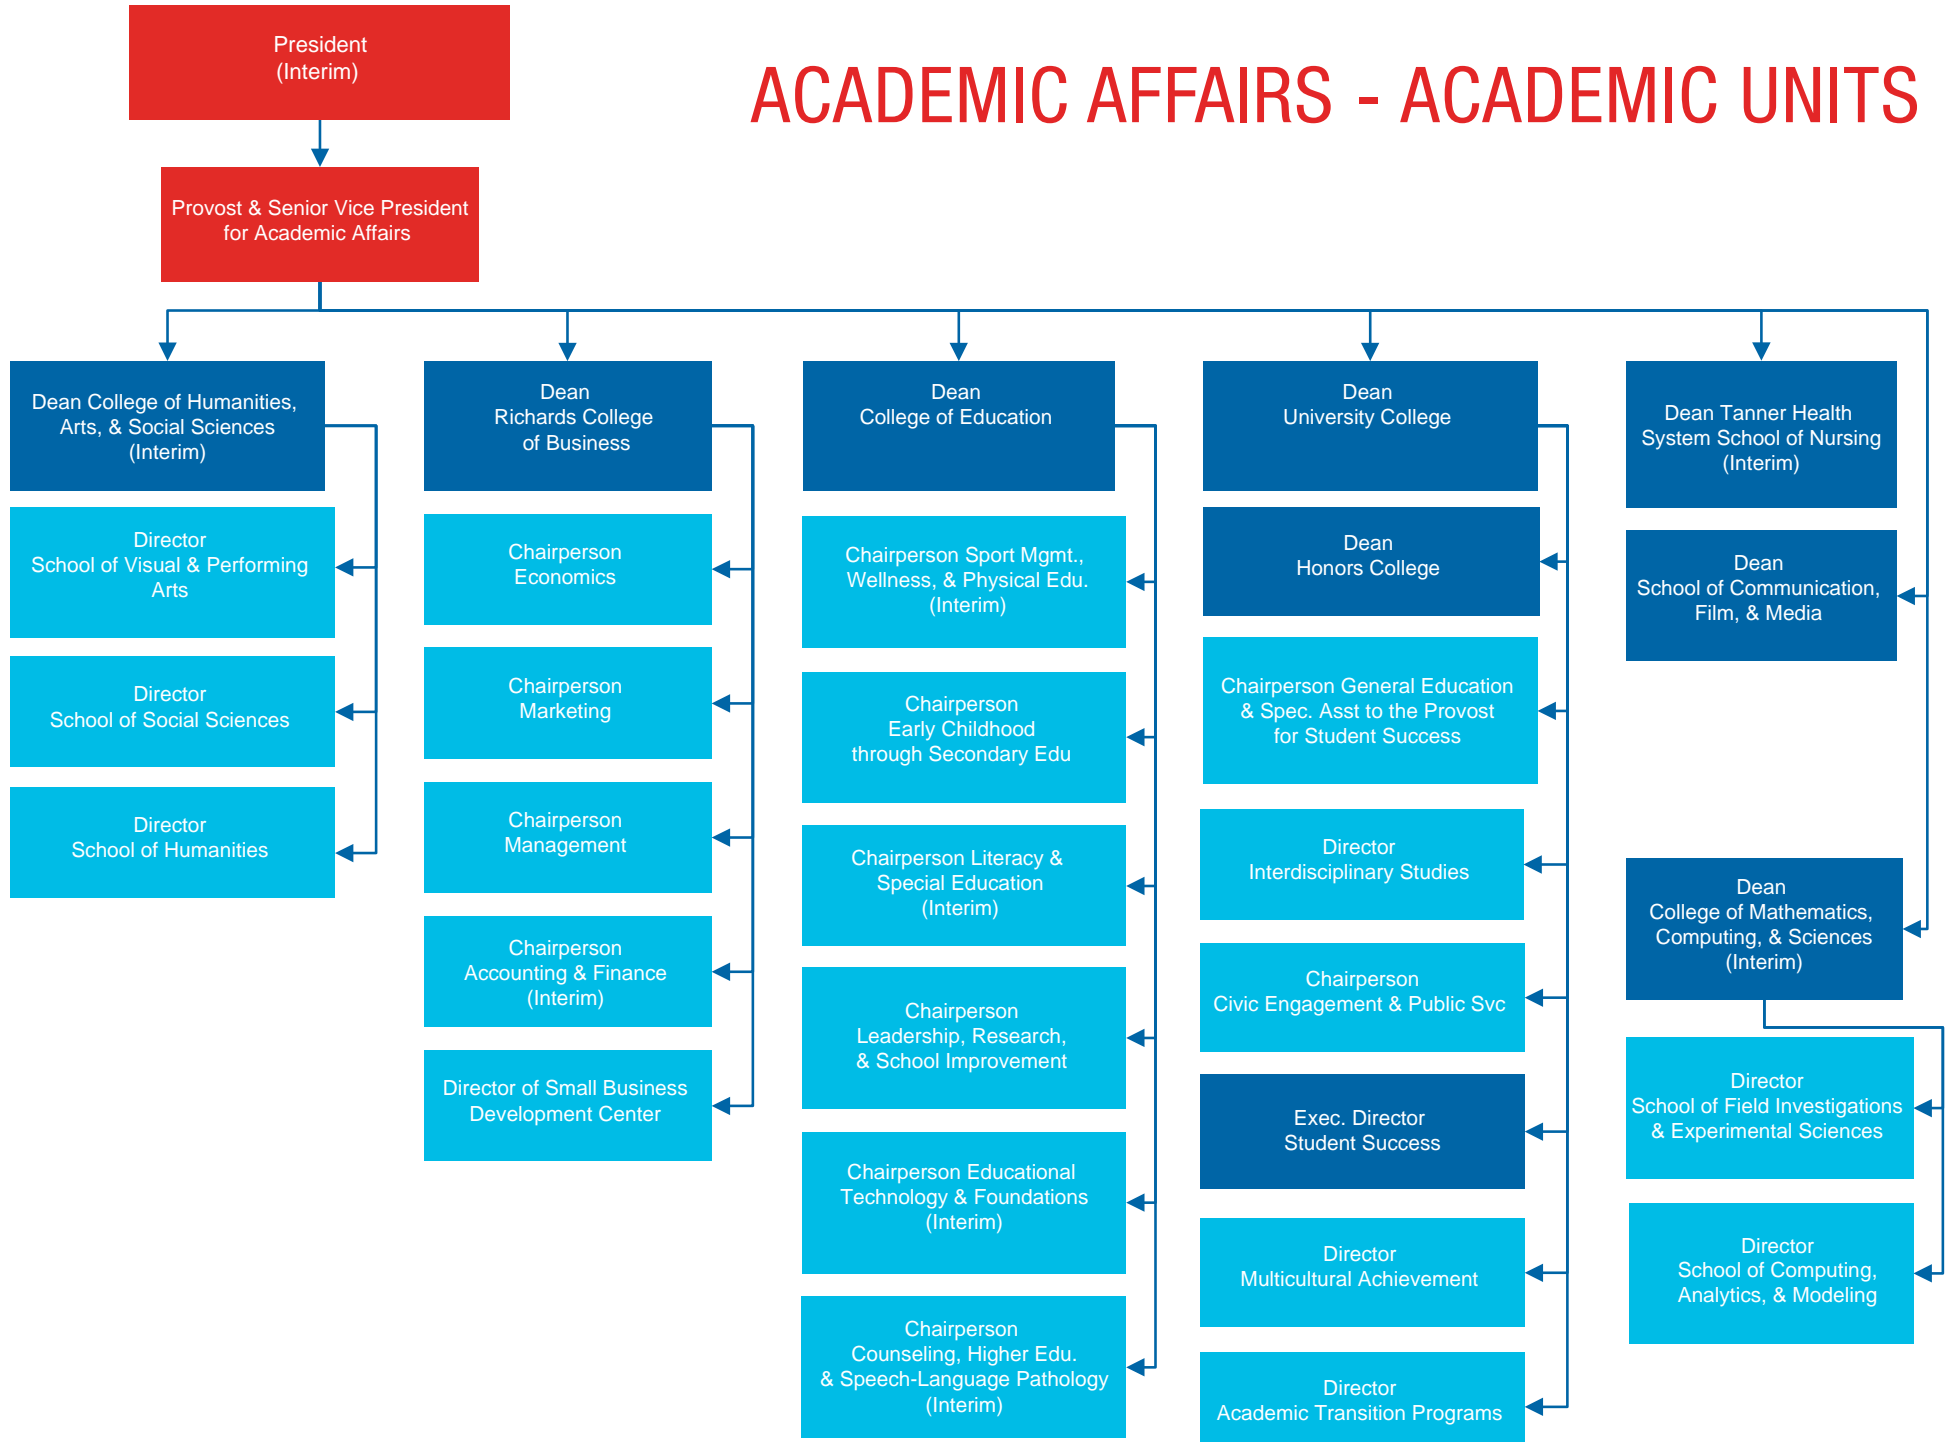 President
(Interim)
ACADEMIC AFFAIRS - ACADEMIC UNITS
Provost & Senior Vice President
for Academic Affairs
Dean College of Humanities,
Arts, & Social Sciences
(Interim)
Director
School of Visual & Performing
Arts
Director
School of Social Sciences
Director
School of Humanities
Dean
Richards College
of Business
Chairperson
Economics
Chairperson
Marketing
Chairperson
Management
Chairperson
Accounting & Finance
(Interim)
Director of Small Business
Development Center
Dean
College of Education
Chairperson Sport Mgmt.,
Wellness, & Physical Edu.
(Interim)
Chairperson
Early Childhood
through Secondary Edu
Chairperson Literacy &
Special Education
(Interim)
Chairperson
Leadership, Research,
& School Improvement
Chairperson Educational
Technology & Foundations
(Interim)
Chairperson
Counseling, Higher Edu.
& Speech-Language Pathology
(Interim)
Dean
University College
Dean
Honors College
Chairperson General Education
& Spec. Asst to the Provost
for Student Success
Director
Interdisciplinary Studies
Chairperson
Civic Engagement & Public Svc
Exec. Director
Student Success
Director
Multicultural Achievement
Director
Academic Transition Programs
Dean Tanner Health
System School of Nursing
(Interim)
Dean
School of Communication,
Film, & Media
Dean
College of Mathematics,
Computing, & Sciences
(Interim)
Director
School of Field Investigations
& Experimental Sciences
Director
School of Computing,
Analytics, & Modeling